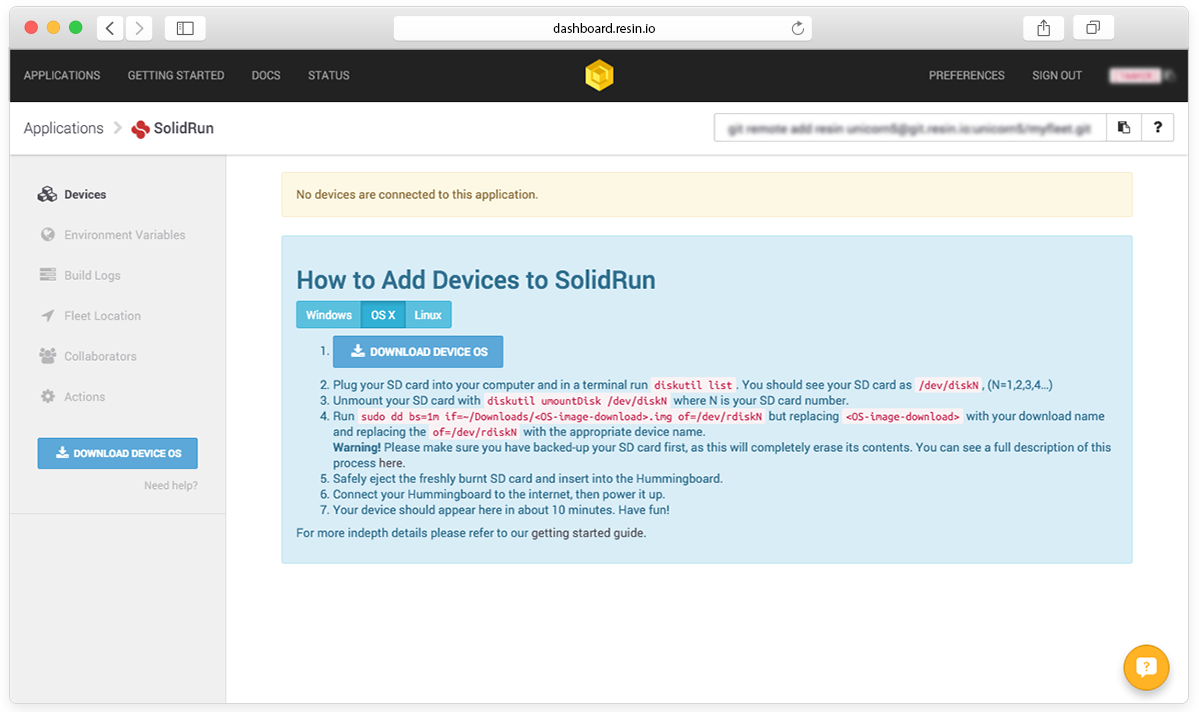 dashboard.resin.io
APPLICATIONS GETTING STARTED DOCS STATUS PREFERENCES SIGN OUT
Applications SolidRun
git remote add resin unicorn5@git.resin.io:unicorn5/myfleet.git ?
Devices
Environment Variables
Build Logs
Fleet Location
Collaborators
Actions
DOWNLOAD DEVICE OS
Need help?
No devices are connected to this application.
How to Add Devices to SolidRun
Windows OS X Linux
1. DOWNLOAD DEVICE OS
2. Plug your SD card into your computer and in a terminal run diskutil list . You should see your SD card as /dev/diskN , (N=1,2,3,4...)
3. Unmount your SD card with diskutil umountDisk /dev/diskN where N is your SD card number.
4. Run sudo dd bs=1m if=~/Downloads/<OS-image-download>.img of=/dev/rdiskN but replacing <OS-image-download> with your download name
and replacing the of=/dev/rdiskN with the appropriate device name.
Warning! Please make sure you have backed-up your SD card first, as this will completely erase its contents. You can see a full description of this
process here.
5. Safely eject the freshly burnt SD card and insert into the Hummingboard.
6. Connect your Hummingboard to the internet, then power it up.
7. Your device should appear here in about 10 minutes. Have fun!
For more indepth details please refer to our getting started guide.
?